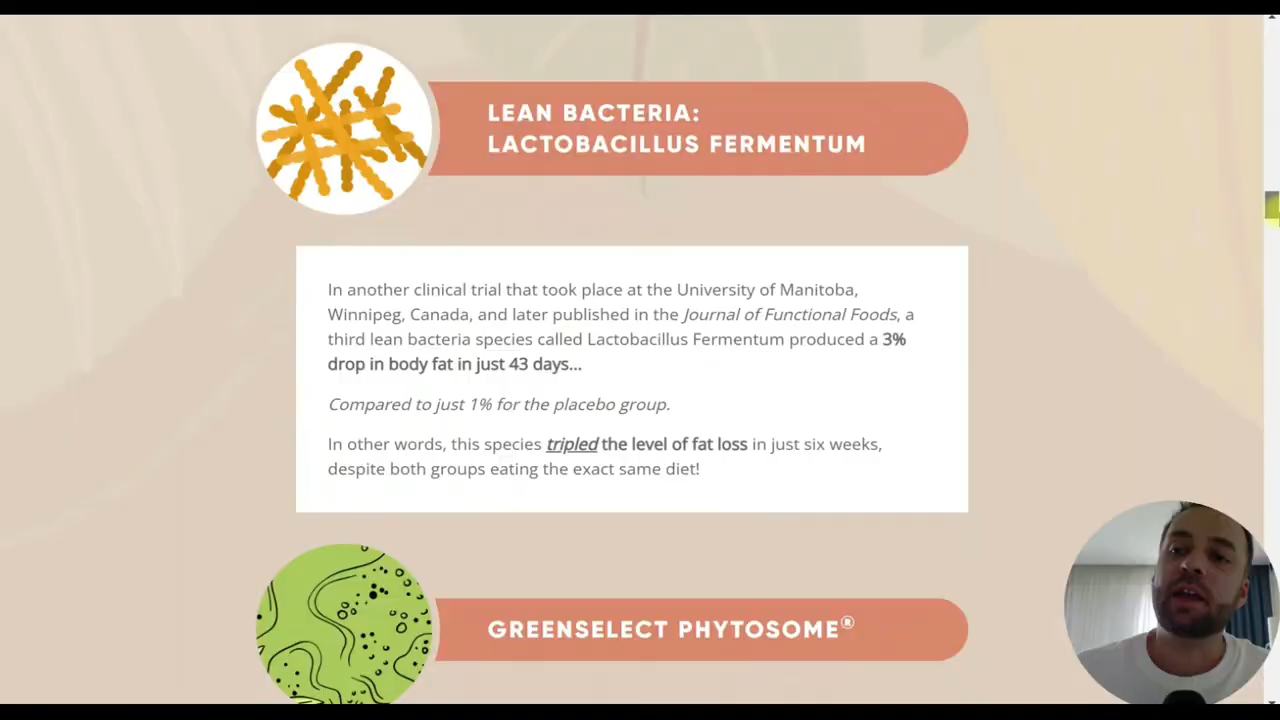 LEAN BACTERIA:
LACTOBACILLUS FERMENTUM
In another clinical trial that took place at the University of Manitoba,
Winnipeg, Canada, and later published in the Journal of Functional Foods, a
third lean bacteria species called Lactobacillus Fermentum produced a 3%
drop in body fat in just 43 days...
Compared to just 1% for the placebo group.
In other words, this species tripled the level of fat loss in just six weeks,
despite both groups eating the exact same diet!
GREENSELECT PHYTOSOME®